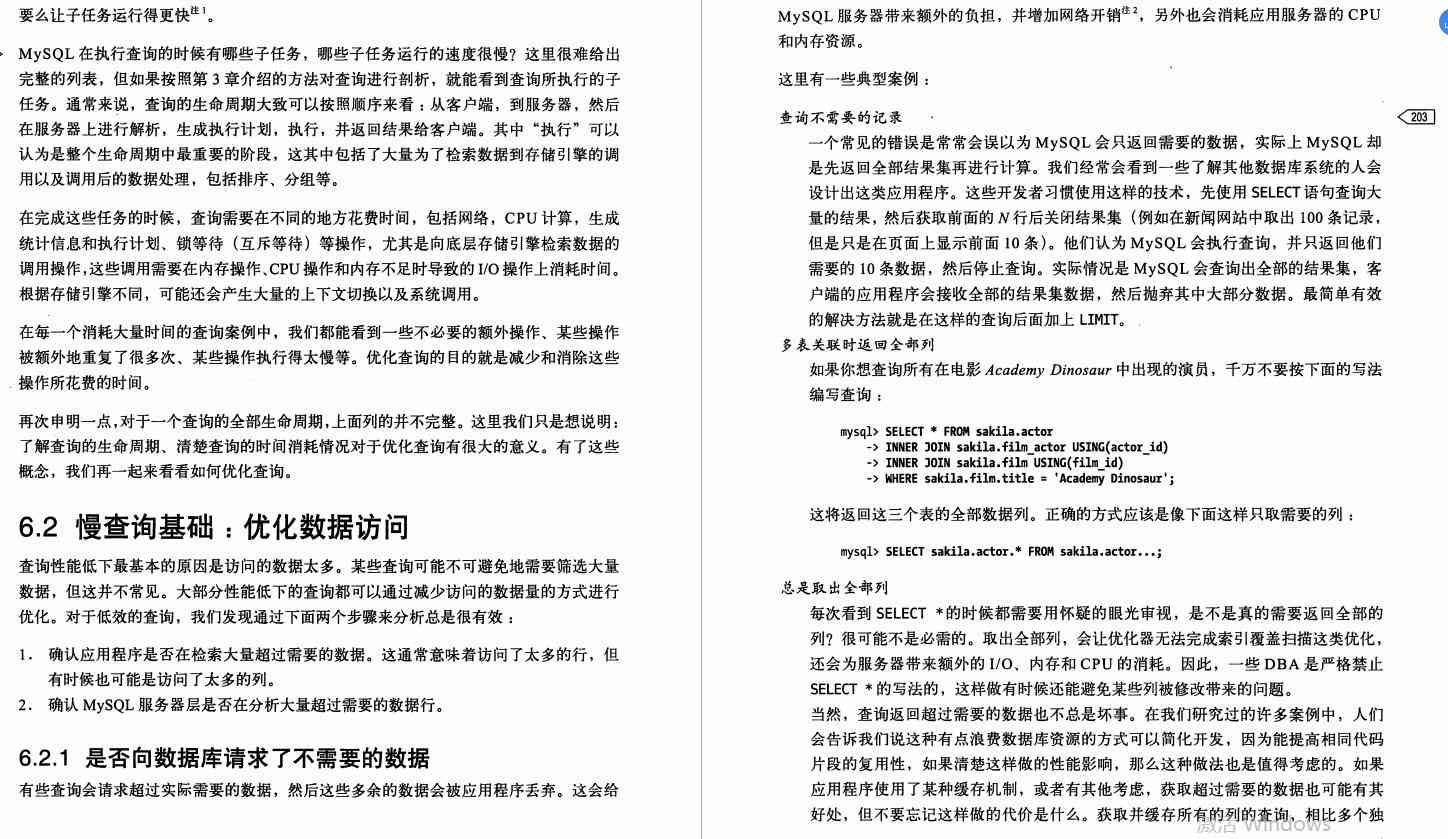 要么让子任务运行得更快注1。
MySQL 在执行查询的时候有哪些子任务，哪些子任务运行的速度很慢？这里很难给出
完整的列表，但如果按照第 3 章介绍的方法对查询进行剖析，就能看到查询所执行的子
任务。通常来说，查询的生命周期大致可以按照顺序来看：从客户端，到服务器，然后
在服务器上进行解析，生成执行计划，执行，并返回结果给客户端。其中“执行”可以
认为是整个生命周期中最重要的阶段，这其中包括了大量为了检索数据到存储引擎的调
用以及调用后的数据处理，包括排序、分组等。
在完成这些任务的时候，查询需要在不同的地方花费时间，包括网络，CPU 计算，生成
统计信息和执行计划、锁等待（互斥等待）等操作，尤其是向底层存储引擎检索数据的
调用操作，这些调用需要在内存操作、CPU 操作和内存不足时导致的 I/O 操作上消耗时间。
根据存储引擎不同，可能还会产生大量的上下文切换以及系统调用。
在每一个消耗大量时间的查询案例中，我们都能看到一些不必要的额外操作、某些操作
被额外地重复了很多次、某些操作执行得太慢等。优化查询的目的就是减少和消除这些
操作所花费的时间。
再次申明一点，对于一个查询的全部生命周期，上面列的并不完整。这里我们只是想说明：
了解查询的生命周期、清楚查询的时间消耗情况对于优化查询有很大的意义。有了这些
概念，我们再一起来看看如何优化查询。
6.2 慢查询基础：优化数据访问
查询性能低下最基本的原因是访问的数据太多。某些查询可能不可避免地需要筛选大量
数据，但这并不常见。大部分性能低下的查询都可以通过减少访问的数据量的方式进行
优化。对于低效的查询，我们发现通过下面两个步骤来分析总是很有效：
1. 确认应用程序是否在检索大量超过需要的数据。这通常意味着访问了太多的行，但
有时候也可能是访问了太多的列。
2. 确认 MySQL 服务器层是否在分析大量超过需要的数据行。
6.2.1 是否向数据库请求了不需要的数据
有些查询会请求超过实际需要的数据，然后这些多余的数据会被应用程序丢弃。这会给
MySQL 服务器带来额外的负担，并增加网络开销注2，另外也会消耗应用服务器的 CPU
和内存资源。
这里有一些典型案例：
查询不需要的记录
203
一个常见的错误是常常会误以为 MySQL 会只返回需要的数据，实际上 MySQL 却
是先返回全部结果集再进行计算。我们经常会看到一些了解其他数据库系统的人会
设计出这类应用程序。这些开发者习惯使用这样的技术，先使用 SELECT 语句查询大
量的结果，然后获取前面的 N 行后关闭结果集（例如在新闻网站中取出 100 条记录，
但是只是在页面上显示前面 10 条）。他们认为 MySQL 会执行查询，并只返回他们
需要的 10 条数据，然后停止查询。实际情况是 MySQL 会查询出全部的结果集，客
户端的应用程序会接收全部的结果集数据，然后抛弃其中大部分数据。最简单有效
的解决方法就是在这样的查询后面加上 LIMIT。
多表关联时返回全部列
如果你想查询所有在电影 Academy Dinosaur 中出现的演员，千万不要按下面的写法
编写查询：
mysql> SELECT * FROM sakila.actor
-> INNER JOIN sakila.film_actor USING(actor_id)
-> INNER JOIN sakila.film USING(film_id)
-> WHERE sakila.film.title = 'Academy Dinosaur';
这将返回这三个表的全部数据列。正确的方式应该是像下面这样只取需要的列：
mysql> SELECT sakila.actor.* FROM sakila.actor...;
总是取出全部列
每次看到 SELECT *的时候都需要用怀疑的眼光审视，是不是真的需要返回全部的
列？很可能不是必需的。取出全部列，会让优化器无法完成索引覆盖扫描这类优化，
还会为服务器带来额外的 I/O、内存和 CPU 的消耗。因此，一些 DBA 是严格禁止
SELECT *的写法的，这样做有时候还能避免某些列被修改带来的问题。
当然，查询返回超过需要的数据也不总是坏事。在我们研究过的许多案例中，人们
会告诉我们说这种有点浪费数据库资源的方式可以简化开发，因为能提高相同代码
片段的复用性，如果清楚这样做的性能影响，那么这种做法也是值得考虑的。如果
应用程序使用了某种缓存机制，或者有其他考虑，获取超过需要的数据也可能有其
好处，但不要忘记这样做的代价是什么。获取并缓存所有的列的查询，相比多个独
激活 Windows